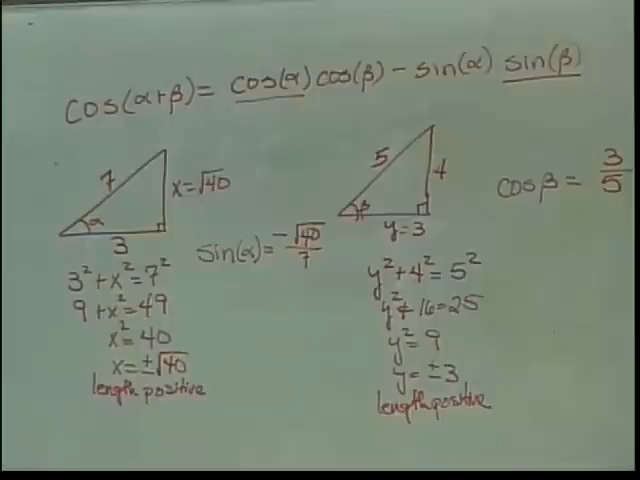 cos(α+β) = cos(α) cos(β) - sin(α) sin(β)
7
x=√40
α
3
sin(α) = -√40/7
3² + x² = 7²
9 + x² = 49
x² = 40
x = ±√40
length positive
5
4
β
y=3
cosβ = 3/5
y² + 4² = 5²
y² + 16 = 25
y² = 9
y = ±3
length positive